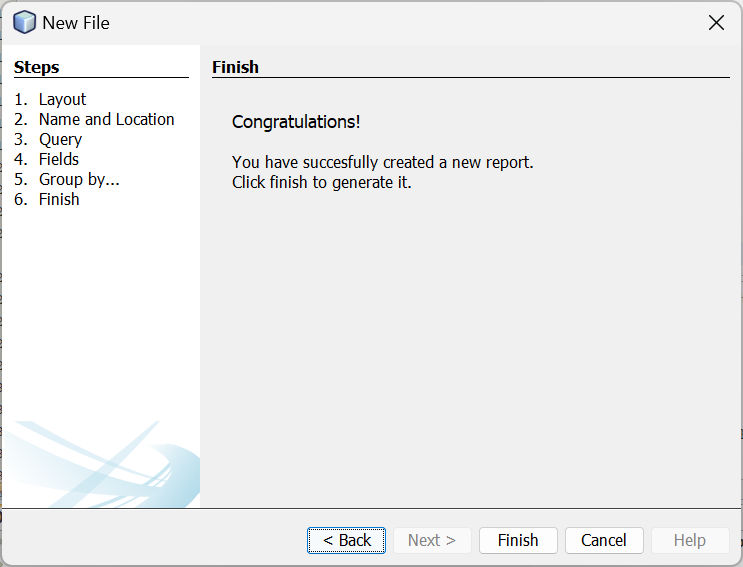 New File
Steps
1. Layout
2. Name and Location
3. Query
4. Fields
5. Group by...
6. Finish
Finish
Congratulations!
You have succesfully created a new report.
Click finish to generate it.
< Back
Next >
Finish
Cancel
Help